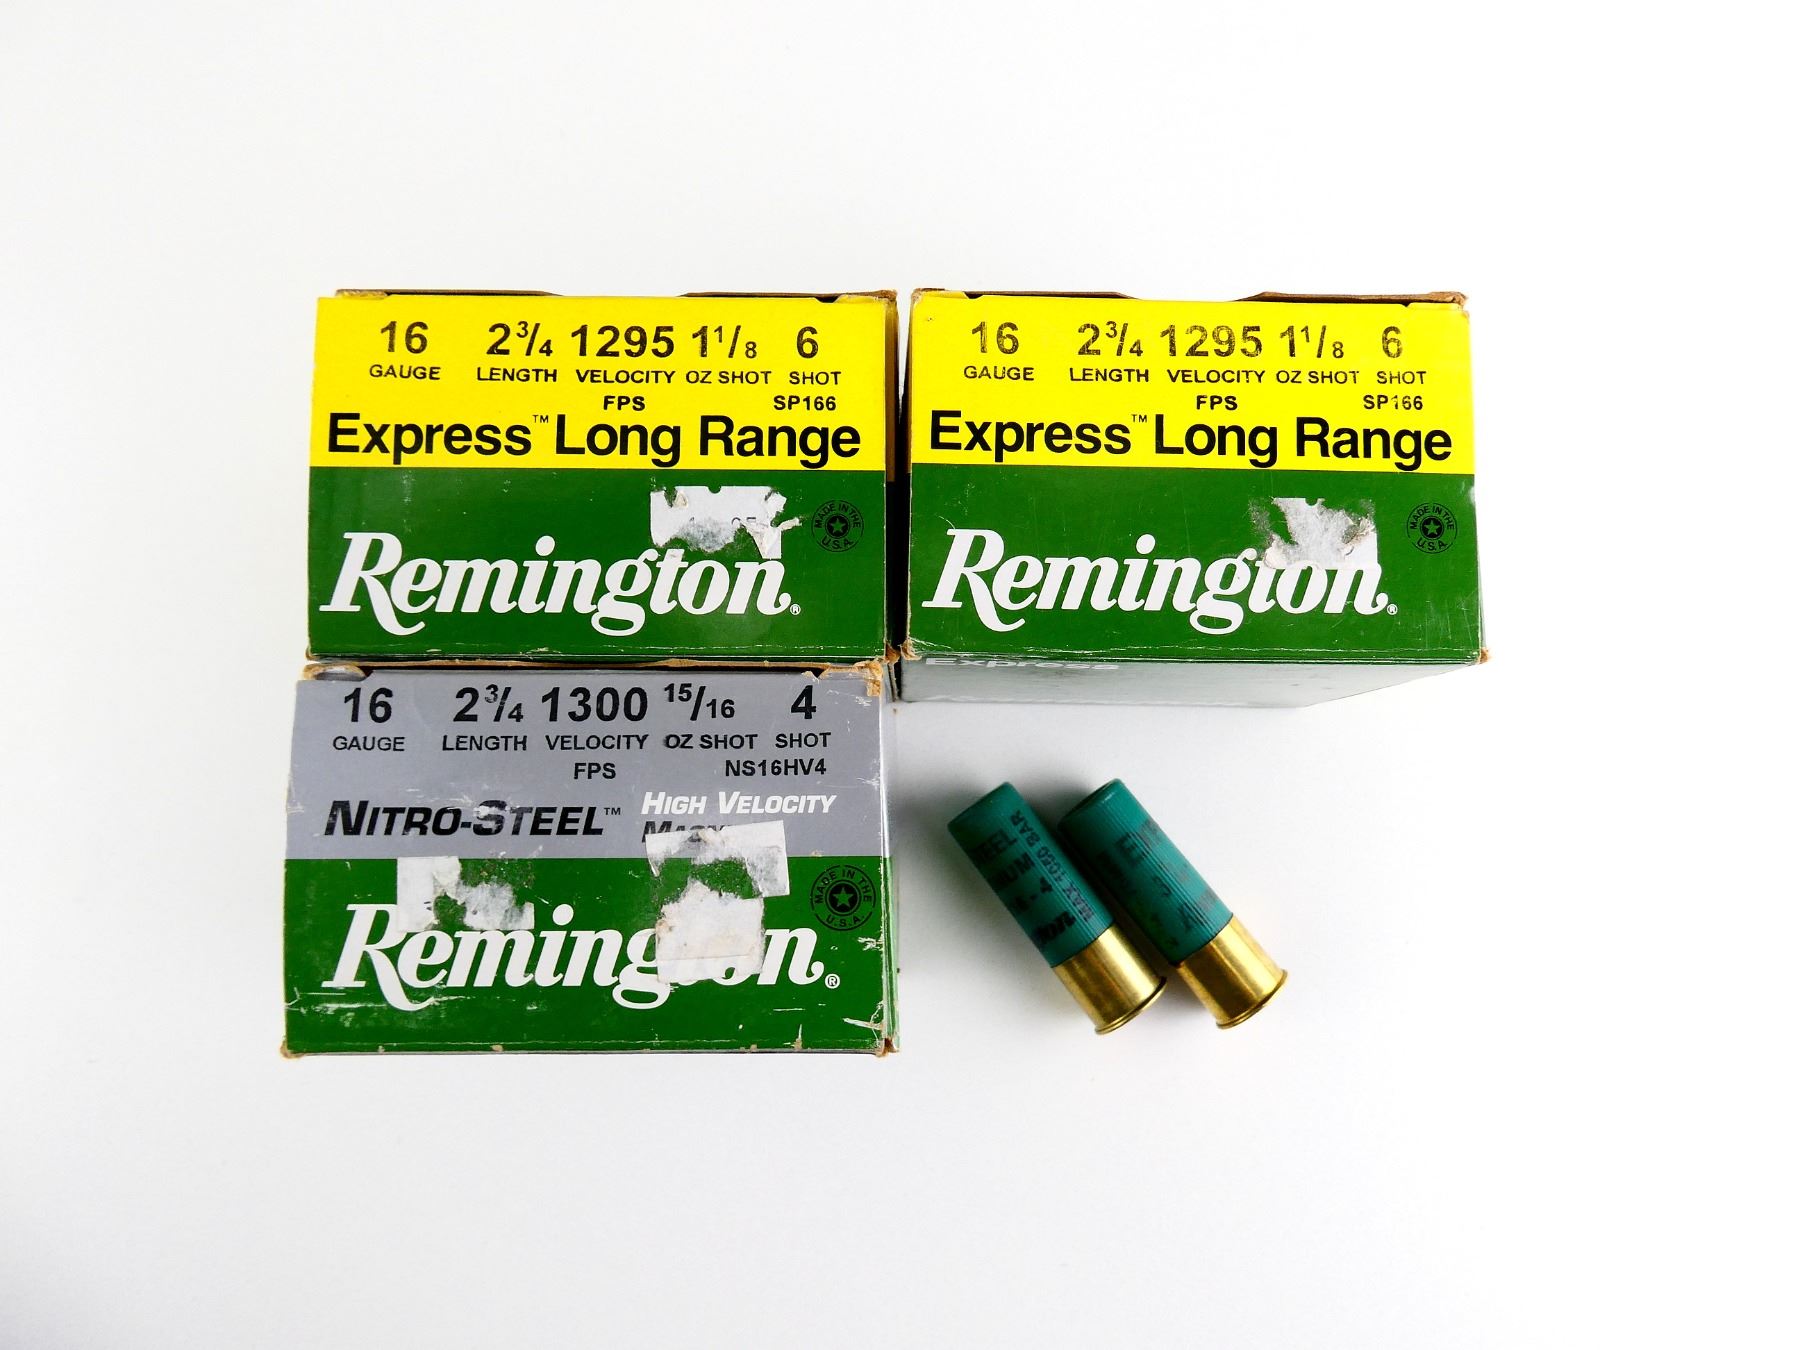 16 2¾ 1295 1⅛ 6
GAUGE LENGTH VELOCITY OZ SHOT SHOT
FPS SP166
Express™ Long Range
Remington®
MADE IN THE U.S.A.
16 2¾ 1295 1⅛ 6
GAUGE LENGTH VELOCITY OZ SHOT SHOT
FPS SP166
Express™ Long Range
Remington®
MADE IN THE U.S.A.
Express
16 2¾ 1300 15/16 4
GAUGE LENGTH VELOCITY OZ SHOT SHOT
FPS NS16HV4
NITRO-STEEL™ HIGH VELOCITY
Remington®
MADE IN THE U.S.A.
MAX 1050 BAR